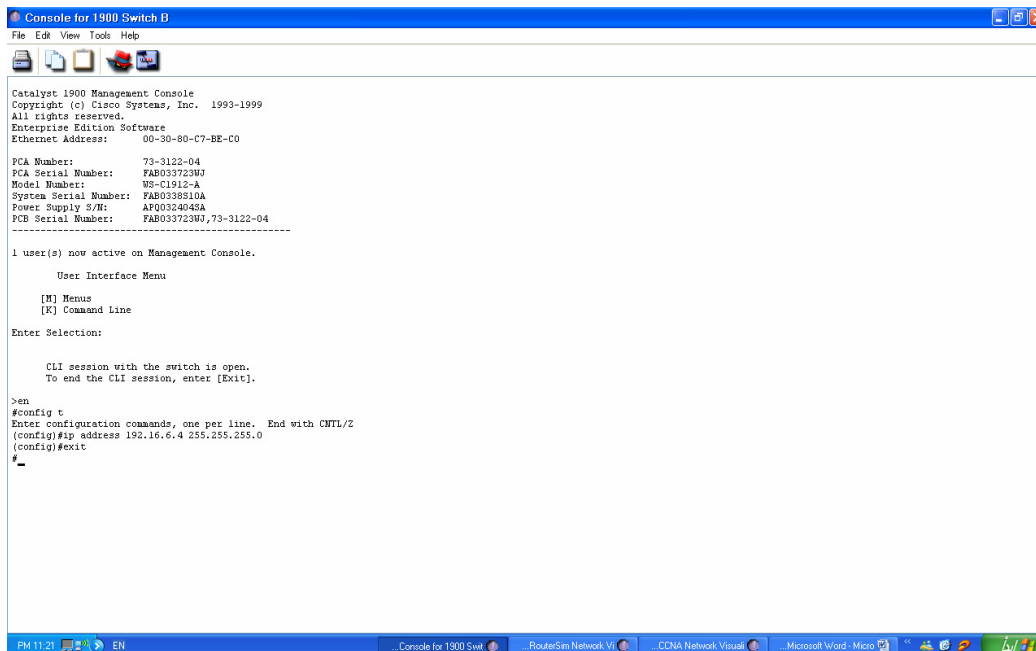 Console for 1900 Switch B
File Edit View Tools Help
Catalyst 1900 Management Console
Copyright (c) Cisco Systems, Inc. 1993-1999
All rights reserved.
Enterprise Edition Software
Ethernet Address: 00-30-80-C7-BE-C0
PCA Number: 73-3122-04
PCA Serial Number: FAB033723WJ
Model Number: WS-C1912-A
System Serial Number: FAB0338S10A
Power Supply S/N: APQ032404SA
PCB Serial Number: FAB033723WJ,73-3122-04
-------------------------------------------------
1 user(s) now active on Management Console.
User Interface Menu
[M] Menus
[K] Command Line
Enter Selection:
CLI session with the switch is open.
To end the CLI session, enter [Exit].
>en
#config t
Enter configuration commands, one per line. End with CNTL/Z
(config)#ip address 192.16.6.4 255.255.255.0
(config)#exit
#_
PM 11:21 EN ...Console for 1900 Swit ...RouterSim Network Vi ...CCNA Network Visuali ...Microsoft Word - Micro ابدأ